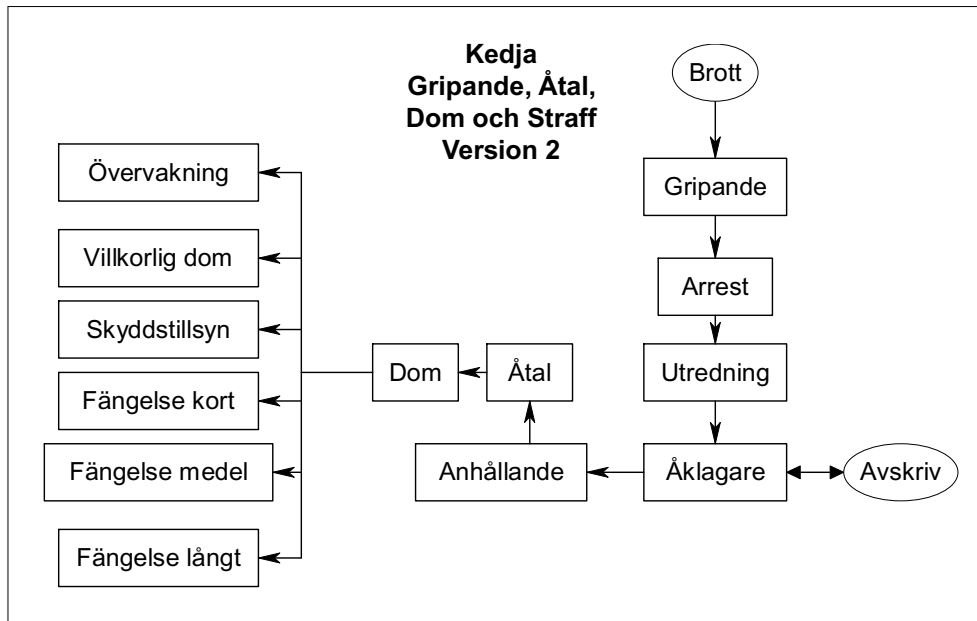 Kedja
Gripande, Åtal,
Dom och Straff
Version 2
Brott
Gripande
Arrest
Utredning
Åklagare
Avskriv
Anhållande
Åtal
Dom
Övervakning
Villkorlig dom
Skyddstillsyn
Fängelse kort
Fängelse medel
Fängelse långt